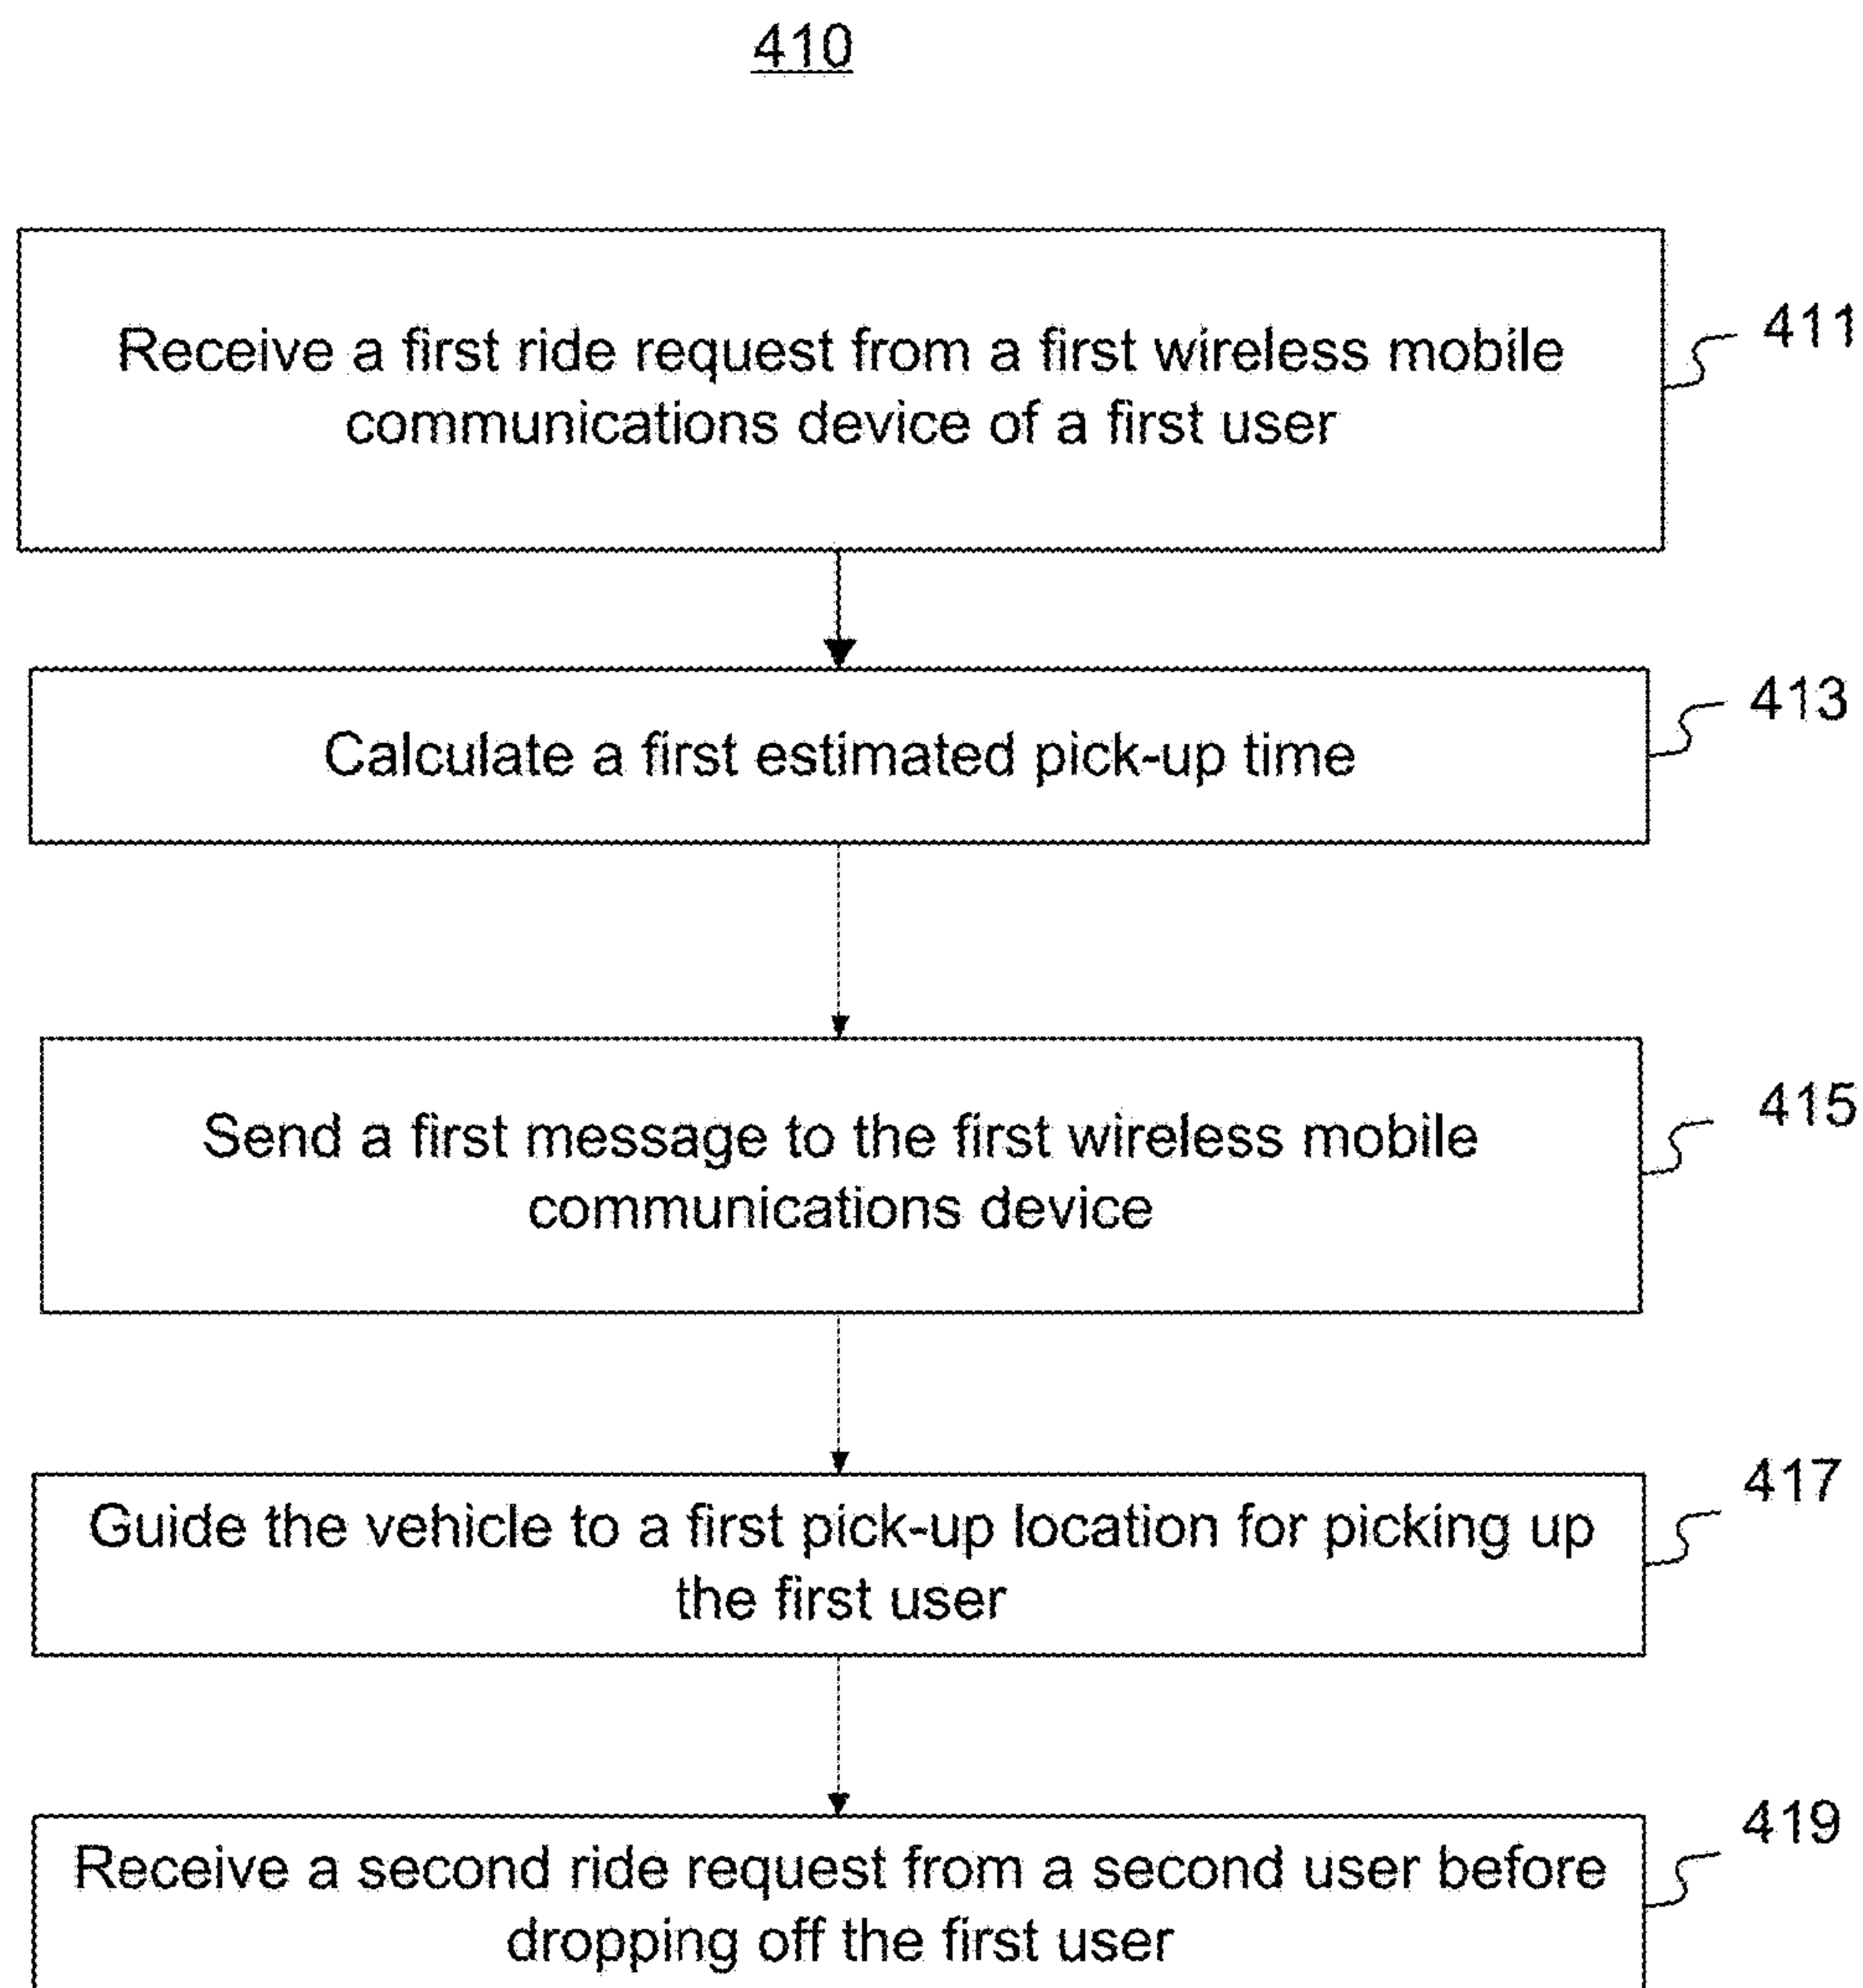 410
Receive a first ride request from a first wireless mobile
communications device of a first user
411
Calculate a first estimated pick-up time
413
Send a first message to the first wireless mobile
communications device
415
Guide the vehicle to a first pick-up location for picking up
the first user
417
Receive a second ride request from a second user before
dropping off the first user
419